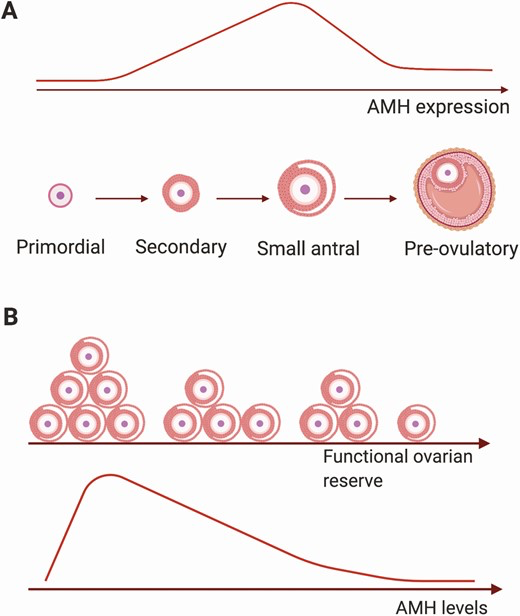 A
AMH expression
Primordial
Secondary
Small antral
Pre-ovulatory
B
Functional ovarian
reserve
AMH levels